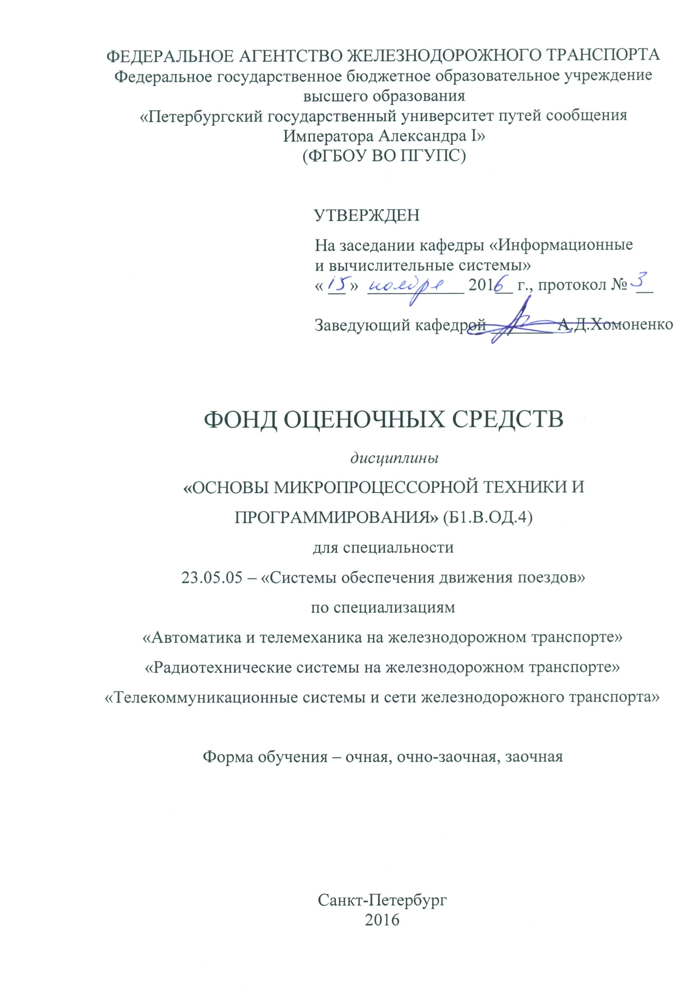 ФЕДЕРАЛЬНОЕ АГЕНТСТВО ЖЕЛЕЗНОДОРОЖНОГО ТРАНСПОРТА
Федеральное государственное бюджетное образовательное учреждение
высшего образования
«Петербургский государственный университет путей сообщения
Императора Александра I»
(ФГБОУ ВО ПГУПС)
УТВЕРЖДЕН
На заседании кафедры «Информационные
и вычислительные системы»
«15» ноября 2016 г., протокол № 3
Заведующий кафедрой ________ А.Д.Хомоненко
ФОНД ОЦЕНОЧНЫХ СРЕДСТВ
дисциплины
«ОСНОВЫ МИКРОПРОЦЕССОРНОЙ ТЕХНИКИ И
ПРОГРАММИРОВАНИЯ» (Б1.В.ОД.4)
для специальности
23.05.05 – «Системы обеспечения движения поездов»
по специализациям
«Автоматика и телемеханика на железнодорожном транспорте»
«Радиотехнические системы на железнодорожном транспорте»
«Телекоммуникационные системы и сети железнодорожного транспорта»
Форма обучения – очная, очно-заочная, заочная
Санкт-Петербург
2016